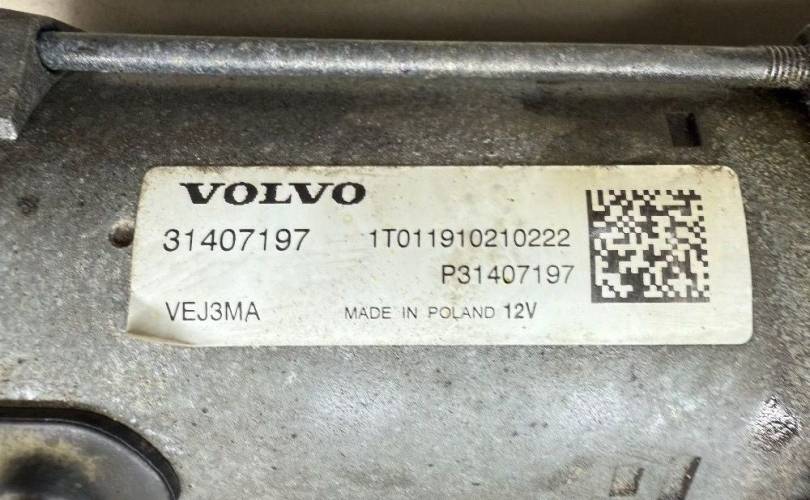 VOLVO
31407197 1T011910210222
P31407197
VEJ3MA MADE IN POLAND 12V